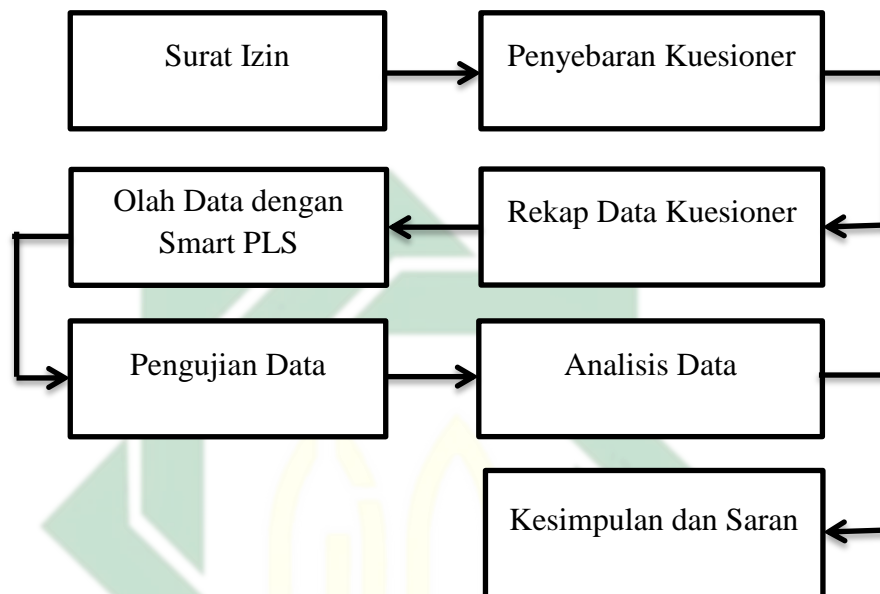 Surat Izin
Penyebaran Kuesioner
Rekap Data Kuesioner
Olah Data dengan
Smart PLS
Pengujian Data
Analisis Data
Kesimpulan dan Saran